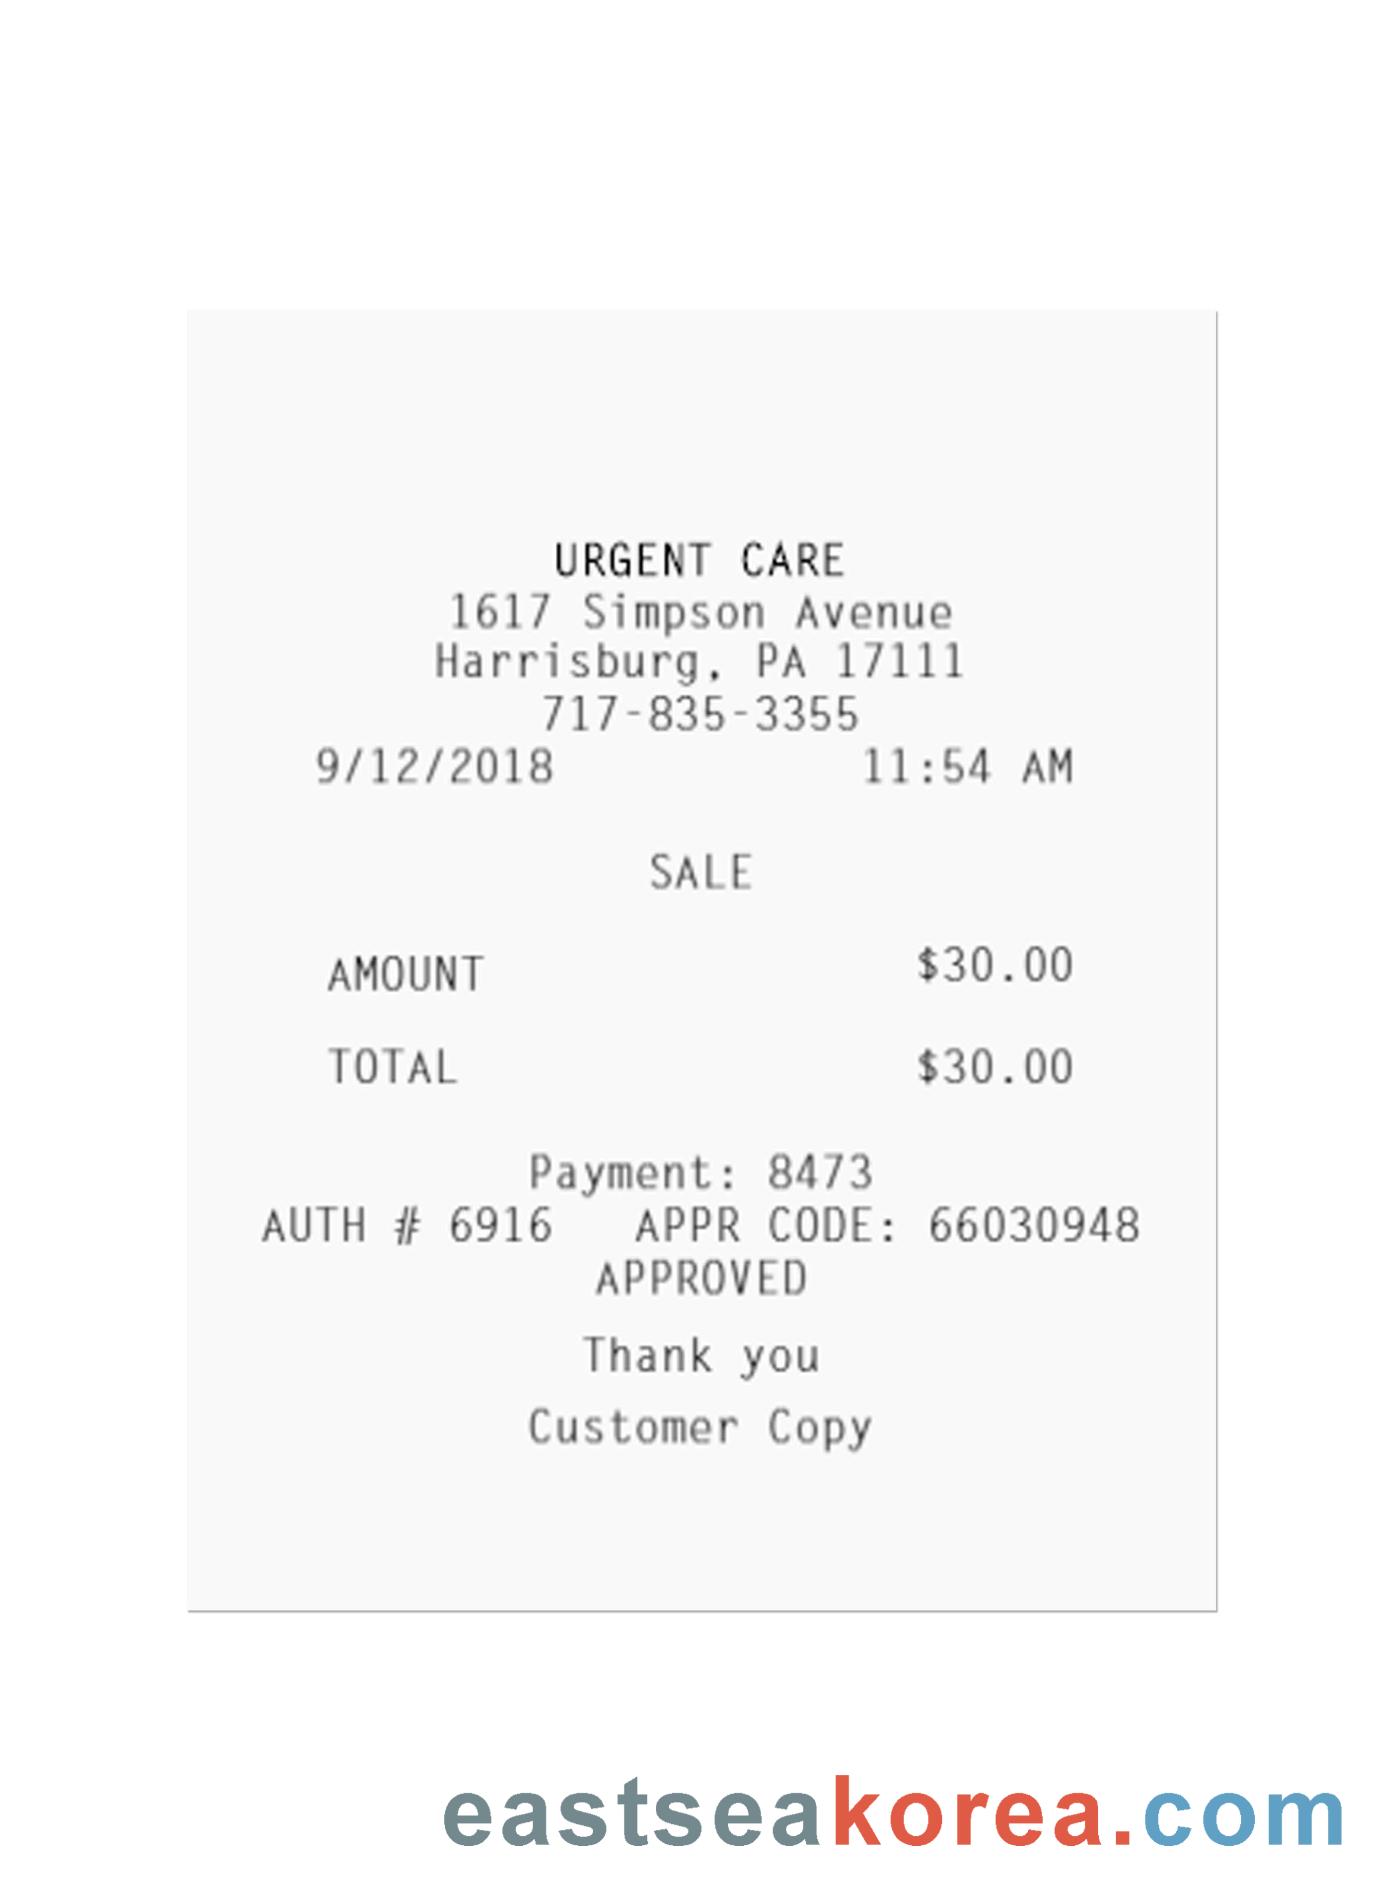 URGENT CARE
1617 Simpson Avenue
Harrisburg, PA 17111
717-835-3355
9/12/2018 11:54 AM
SALE
AMOUNT $30.00
TOTAL $30.00
Payment: 8473
AUTH # 6916 APPR CODE: 66030948
APPROVED
Thank you
Customer Copy
eastseakorea.com